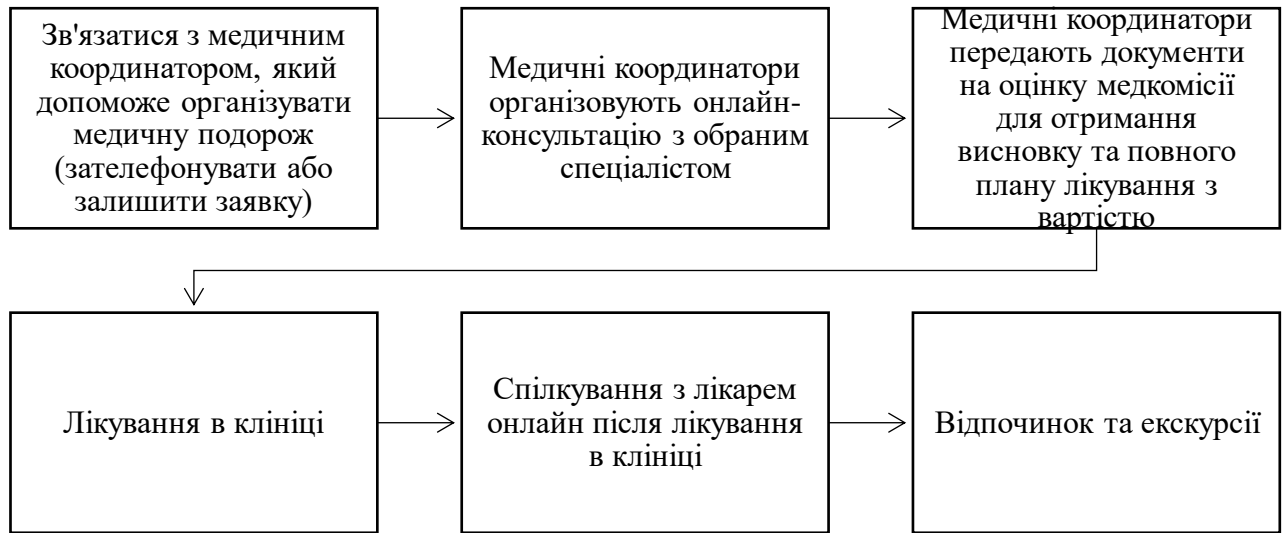 Зв'язатися з медичним
координатором, який
допоможе організувати
медичну подорож
(зателефонувати або
залишити заявку)
Медичні координатори
організовують онлайн-
консультацію з обраним
спеціалістом
Медичні координатори
передають документи
на оцінку медкомісії
для отримання
висновку та повного
плану лікування з
вартістю
Лікування в клініці
Спілкування з лікарем
онлайн після лікування
в клініці
Відпочинок та екскурсії